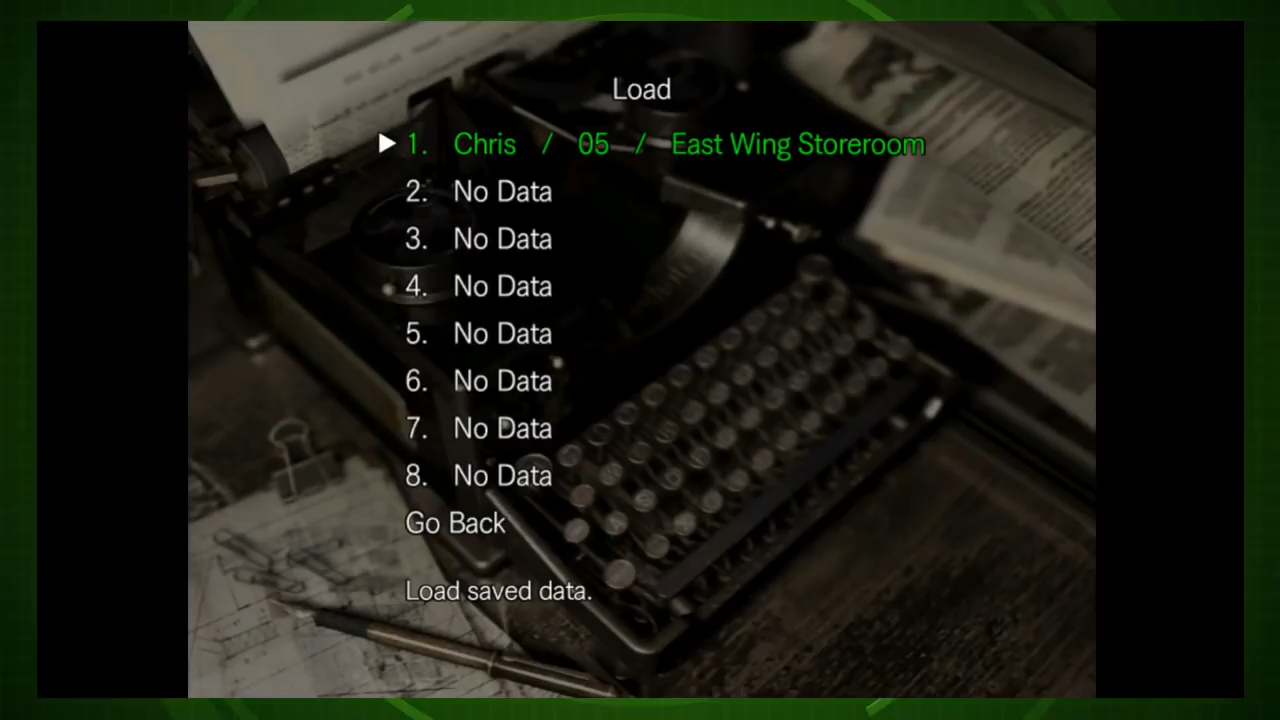 Load
1. Chris / 05 / East Wing Storeroom
2. No Data
3. No Data
4. No Data
5. No Data
6. No Data
7. No Data
8. No Data
Go Back
Load saved data.